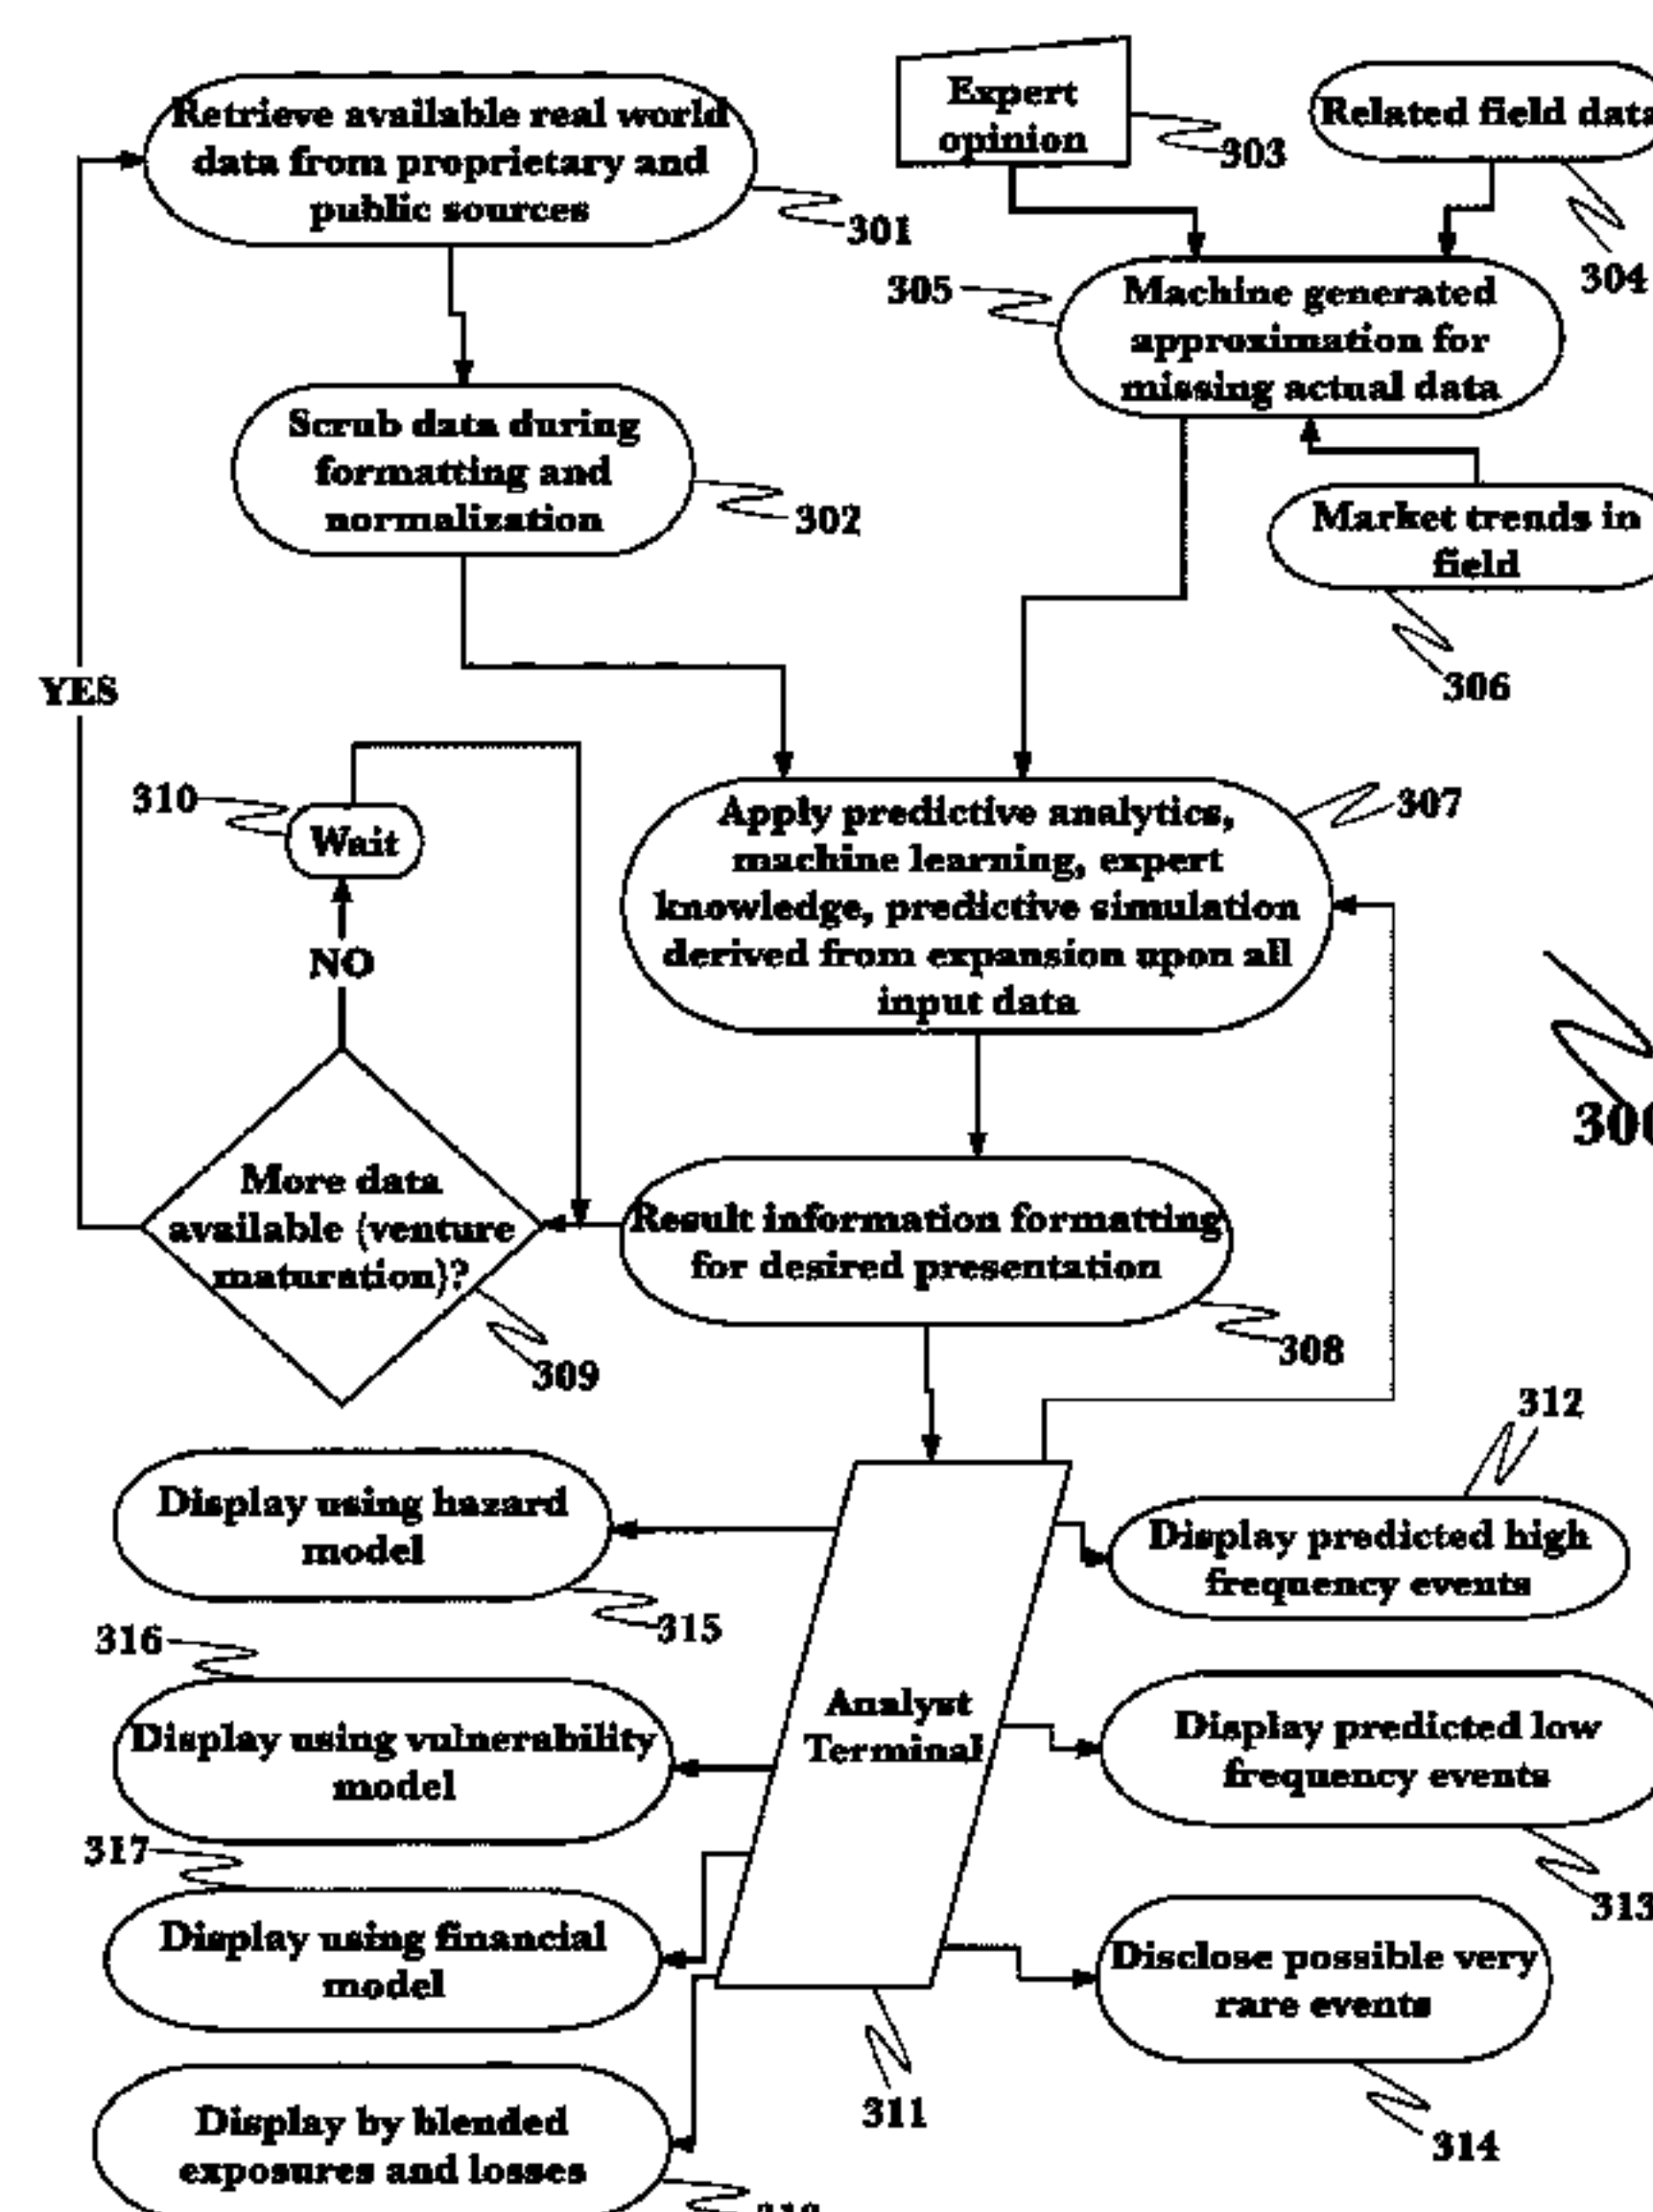 Retrieve available real world
data from proprietary and
public sources
301
Expert
opinion
303
Related field data
304
305
Machine generated
approximation for
missing actual data
Scrub data during
formatting and
normalization
302
Market trends in
field
306
YES
310
Wait
NO
Apply predictive analytics,
machine learning, expert
knowledge, predictive simulation
derived from expansion upon all
input data
307
More data
available (venture
maturation)?
309
Result information formatting
for desired presentation
308
312
Display using hazard
model
315
Display predicted high
frequency events
316
Display using vulnerability
model
Analyst
Terminal
Display predicted low
frequency events
313
317
Display using financial
model
Disclose possible very
rare events
314
311
Display by blended
exposures and losses